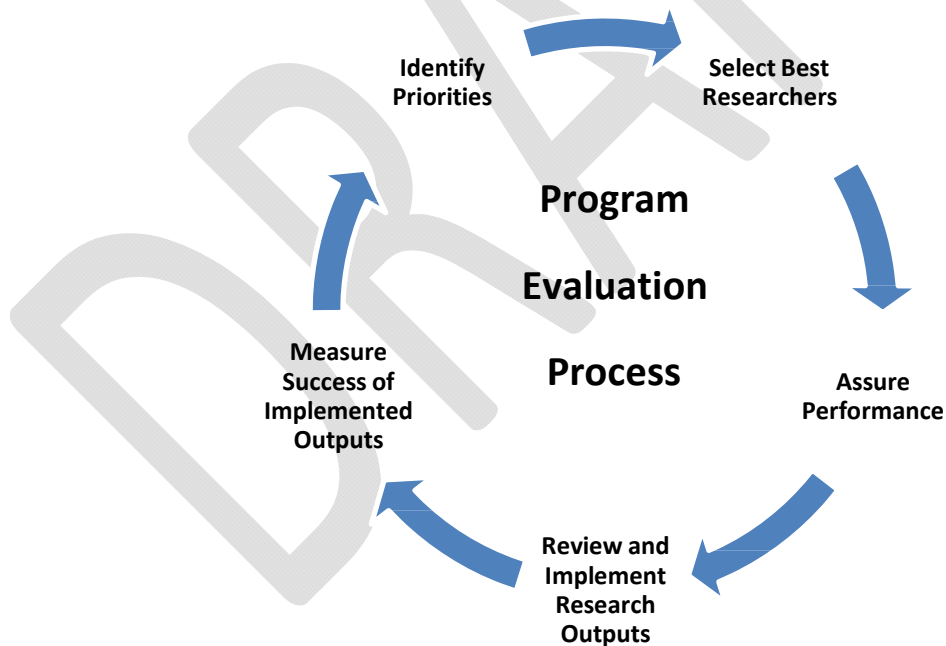 Identify
Priorities
Select Best
Researchers
Program
Evaluation
Process
Assure
Performance
Review and
Implement
Research
Outputs
Measure
Success of
Implemented
Outputs
DRA